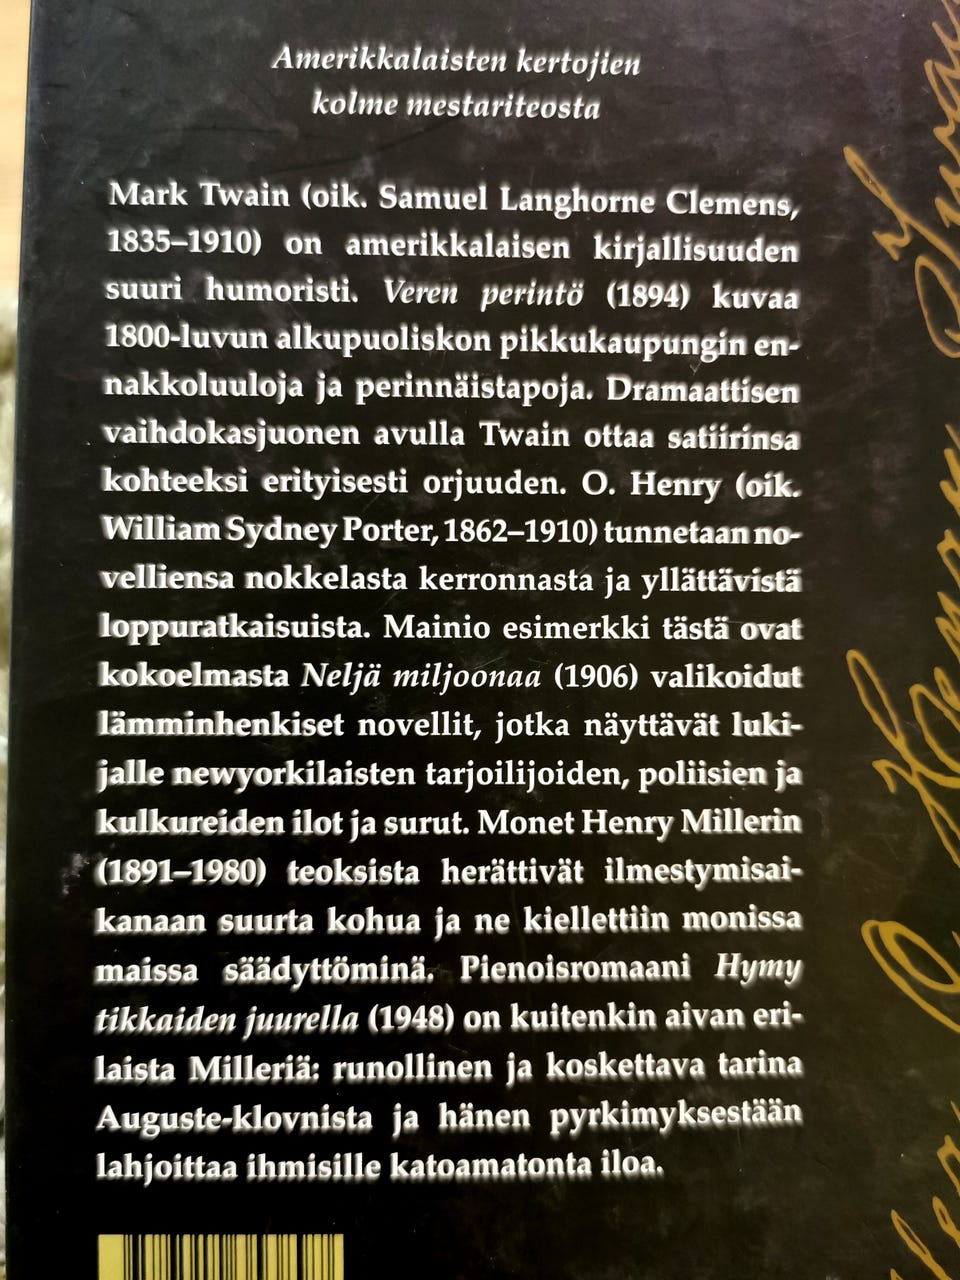 Amerikkalaisten kertojien
kolme mestariteosta
Mark Twain (oik. Samuel Langhorne Clemens,
1835–1910) on amerikkalaisen kirjallisuuden
suuri humoristi. Veren perintö (1894) kuvaa
1800-luvun alkupuoliskon pikkukaupungin en-
nakkoluuloja ja perinnäistapoja. Dramaattisen
vaihdokasjuonen avulla Twain ottaa satiirinsa
kohteeksi erityisesti orjuuden. O. Henry (oik.
William Sydney Porter, 1862–1910) tunnetaan no-
velliensa nokkelasta kerronnasta ja yllättävistä
loppuratkaisuista. Mainio esimerkki tästä ovat
kokoelmasta Neljä miljoonaa (1906) valikoidut
lämminhenkiset novellit, jotka näyttävät luki-
jalle newyorkilaisten tarjoilijoiden, poliisien ja
kulkureiden ilot ja surut. Monet Henry Millerin
(1891–1980) teoksista herättivät ilmestymisai-
kanaan suurta kohua ja ne kiellettiin monissa
maissa säädyttöminä. Pienoisromaani Hymy
tikkaiden juurella (1948) on kuitenkin aivan eri-
laista Milleriä: runollinen ja koskettava tarina
Auguste-klovnista ja hänen pyrkimyksestään
lahjoittaa ihmisille katoamatonta iloa.